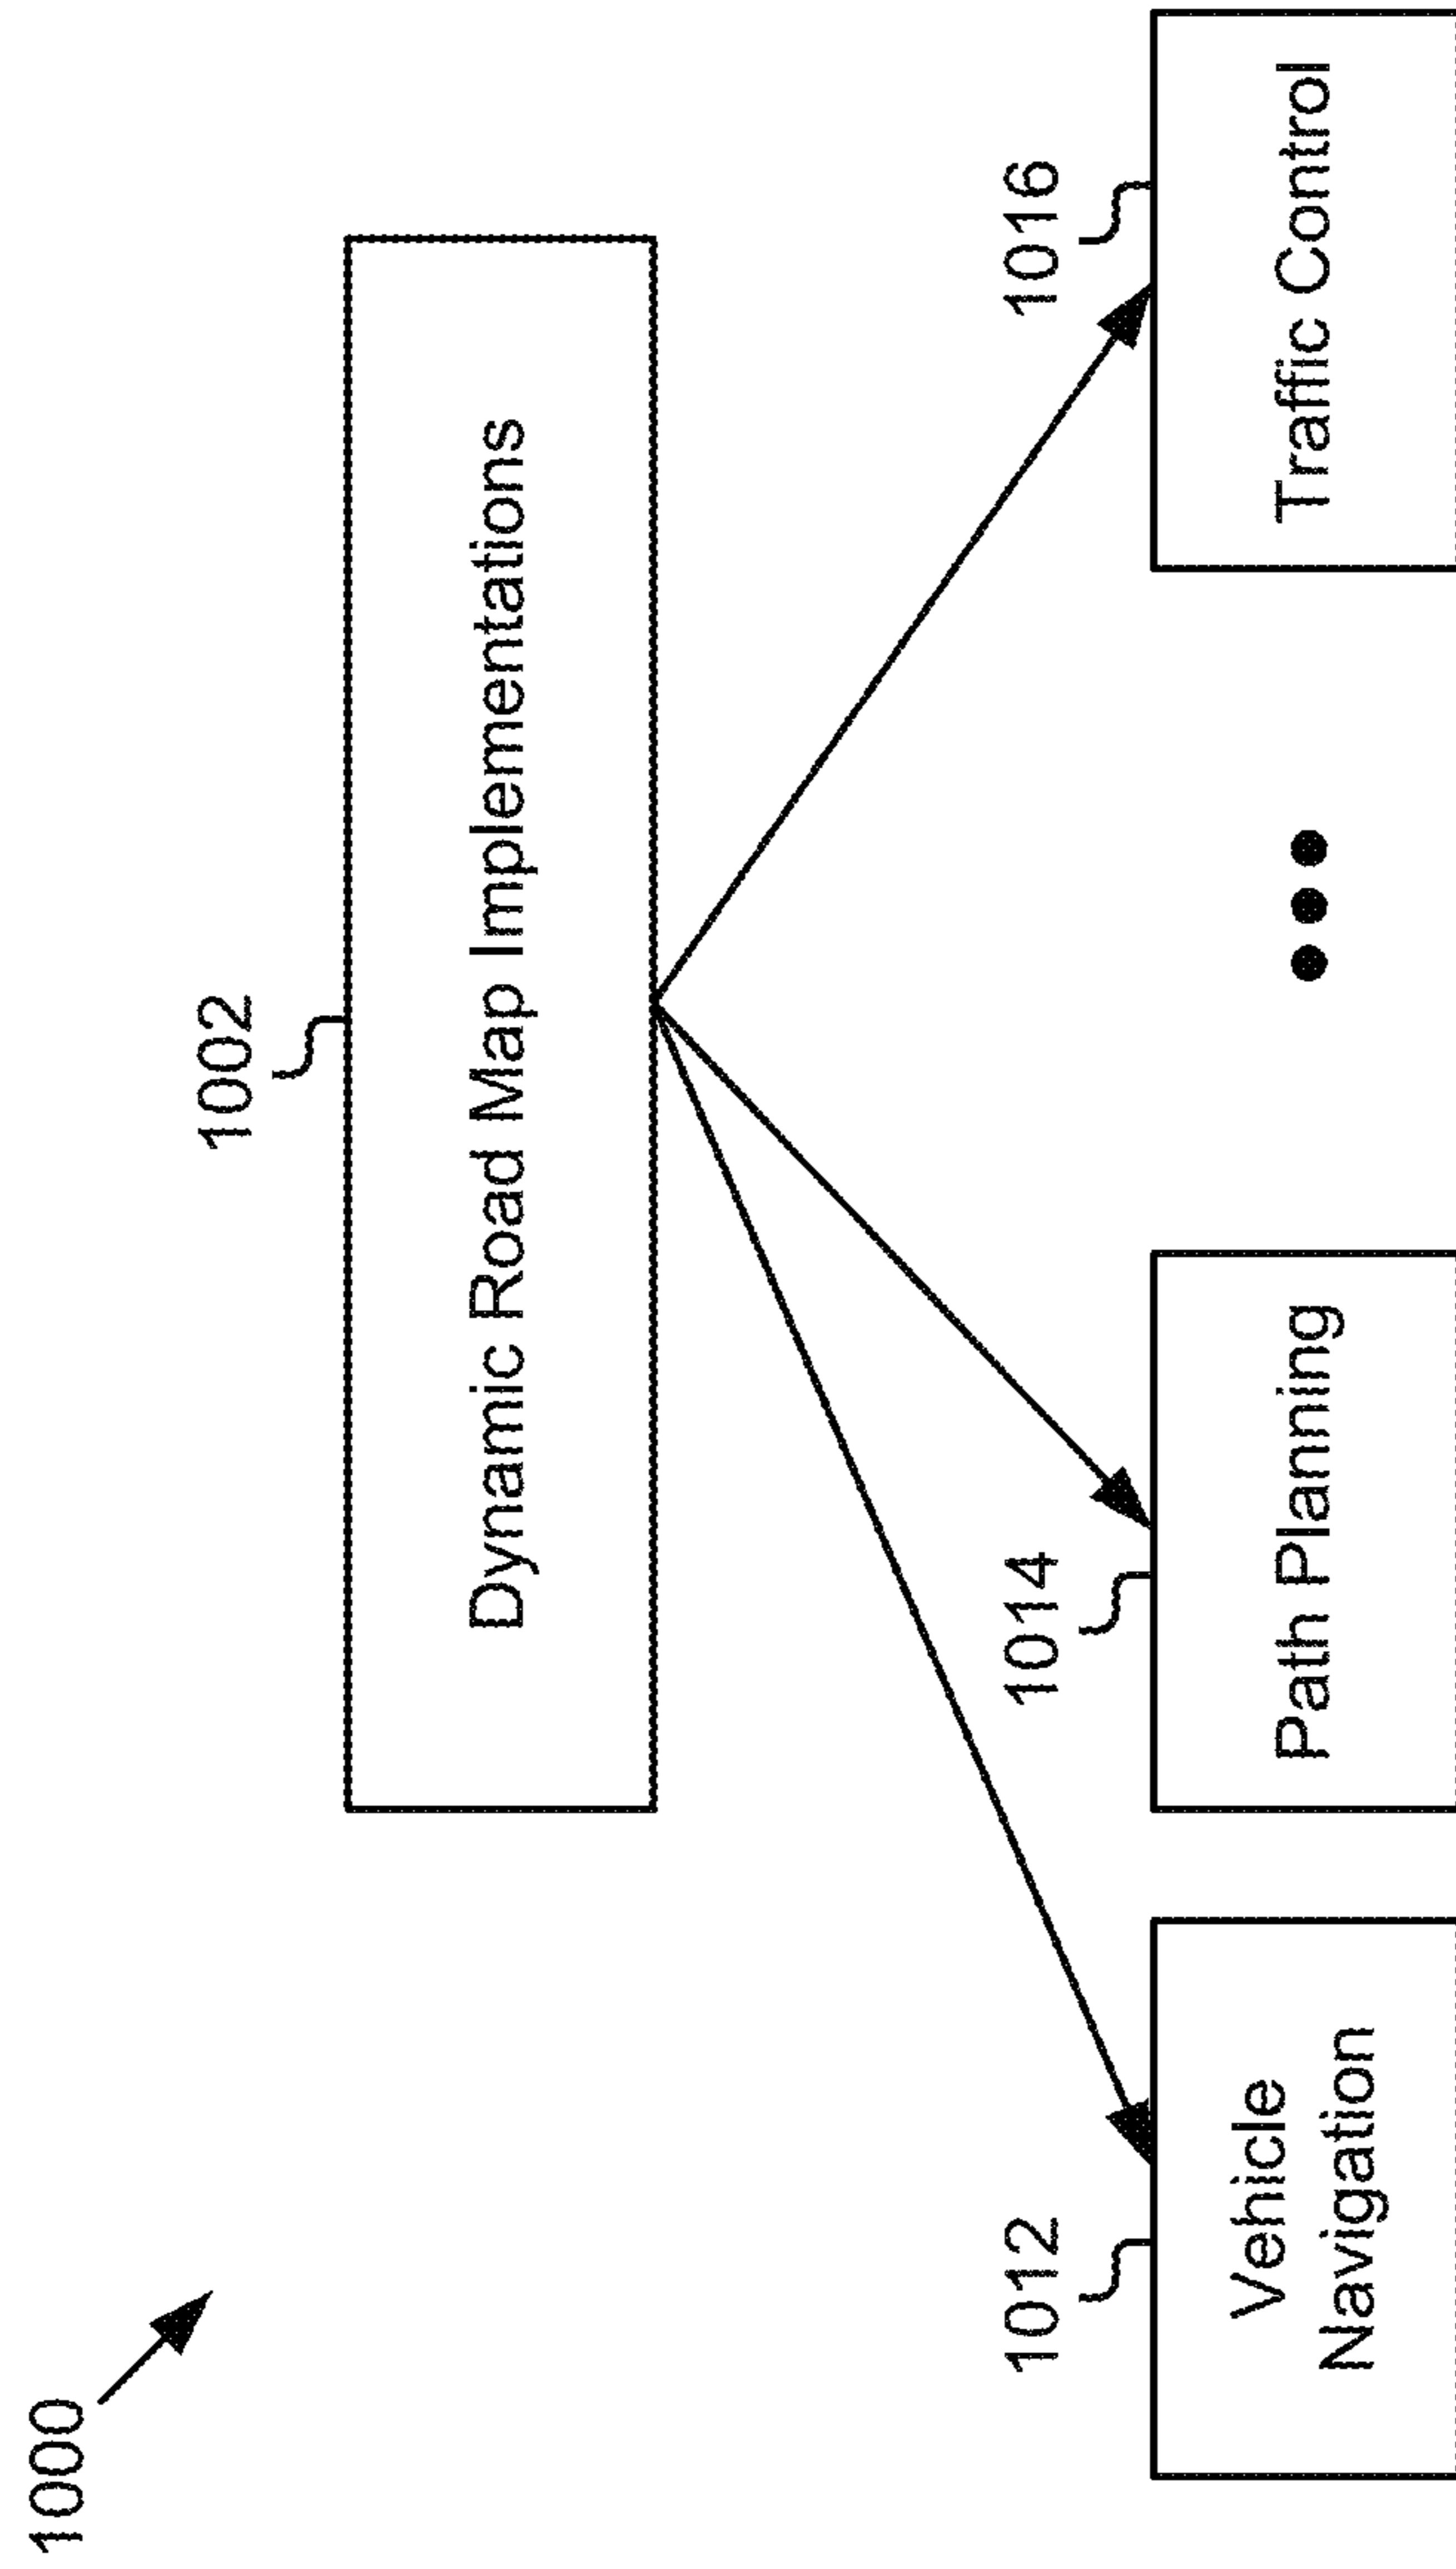 1000
1002
Dynamic Road Map Implementations
1012
Vehicle
Navigation
1014
Path Planning
1016
Traffic Control